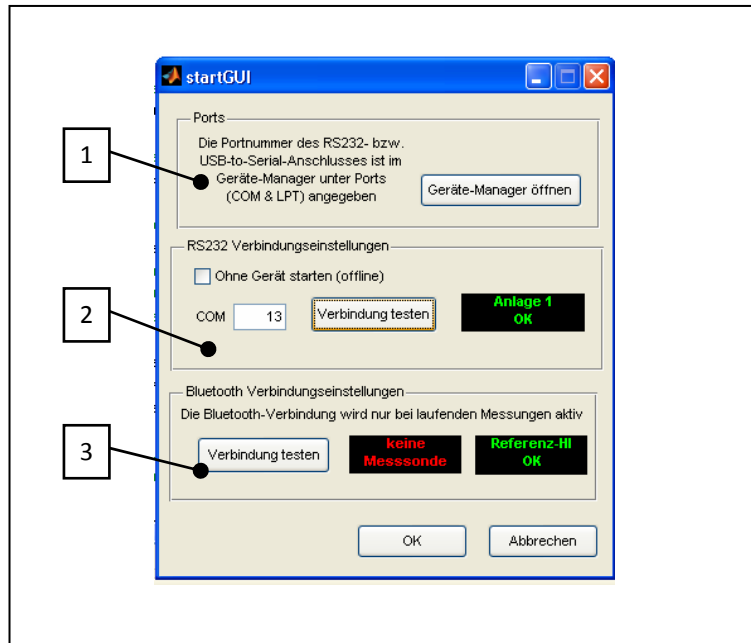 startGUI
Ports
1
Die Portnummer des RS232- bzw.
USB-to-Serial-Anschlusses ist im
Geräte-Manager unter Ports
(COM & LPT) angegeben
Geräte-Manager öffnen
RS232 Verbindungseinstellungen
Ohne Gerät starten (offline)
2
COM 13 Verbindung testen
Anlage 1
OK
Bluetooth Verbindungseinstellungen
Die Bluetooth-Verbindung wird nur bei laufenden Messungen aktiv
3
Verbindung testen
keine
Messsonde
Referenz-HI
OK
OK Abbrechen